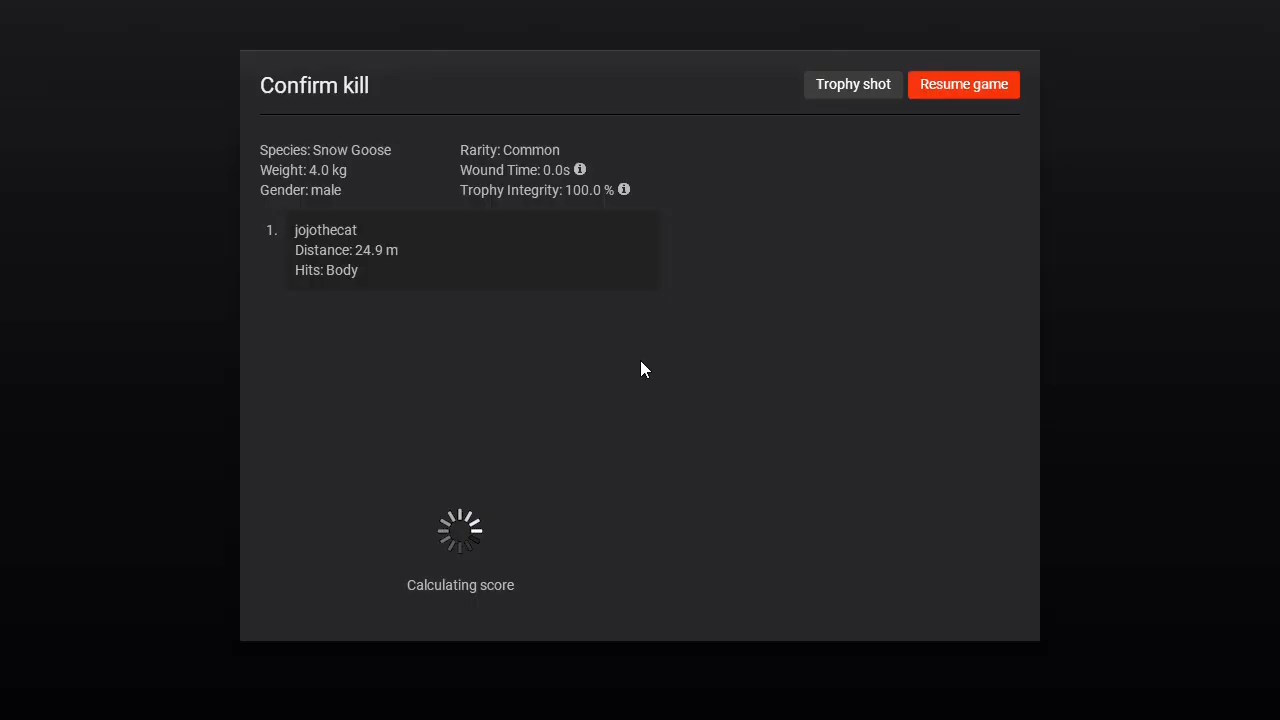 Confirm kill
Trophy shot
Resume game
Species: Snow Goose
Weight: 4.0 kg
Gender: male
Rarity: Common
Wound Time: 0.0s
Trophy Integrity: 100.0 %
1.
jojothecat
Distance: 24.9 m
Hits: Body
Calculating score